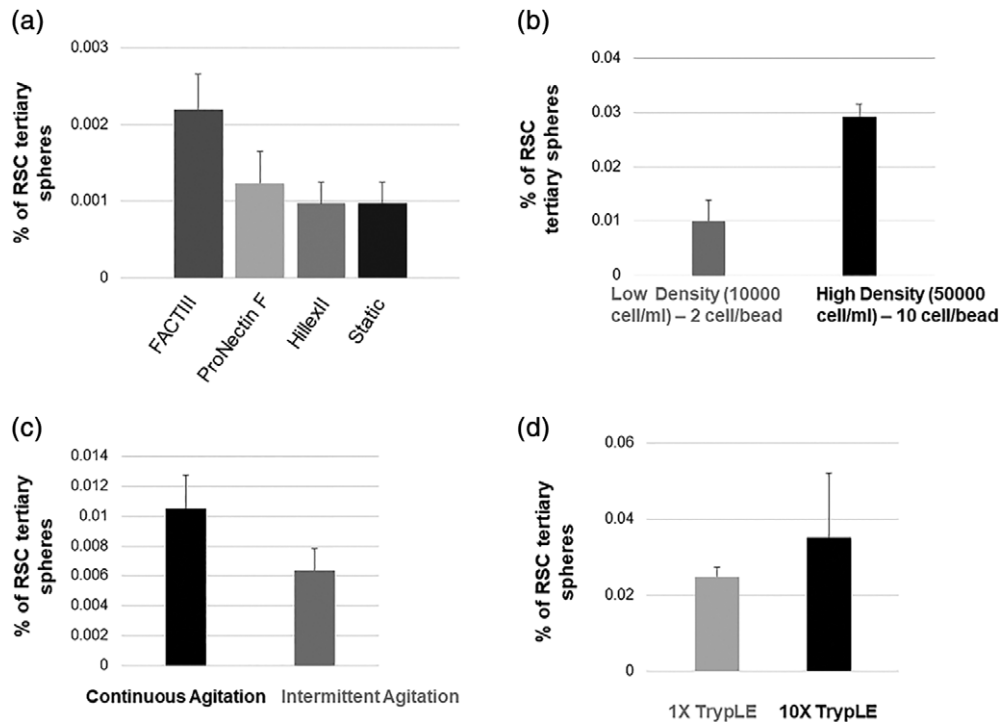 (a)
% of RSC tertiary
spheres
0.003
0.002
0.001
0
FACTIII
ProNectin F
HillexII
Static
(b)
% of RSC
tertiary spheres
0.04
0.03
0.02
0.01
0
Low Density (10000
cell/ml) – 2 cell/bead
High Density (50000
cell/ml) – 10 cell/bead
(c)
% of RSC tertiary
spheres
0.014
0.012
0.01
0.008
0.006
0.004
0.002
0
Continuous Agitation
Intermittent Agitation
(d)
% of RSC tertiary
spheres
0.06
0.04
0.02
0
1X TrypLE
10X TrypLE